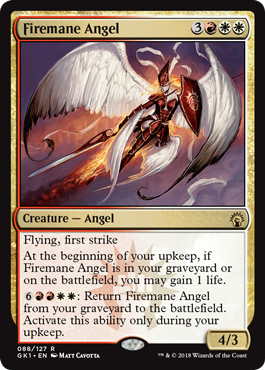 Firemane Angel 3
Creature — Angel
Flying, first strike
At the beginning of your upkeep, if
Firemane Angel is in your graveyard or
on the battlefield, you may gain 1 life.
6: Return Firemane Angel
from your graveyard to the battlefield.
Activate this ability only during your
upkeep.
4/3
088/127 R
GK1 • EN Matt Cavotta
™ & © 2018 Wizards of the Coast